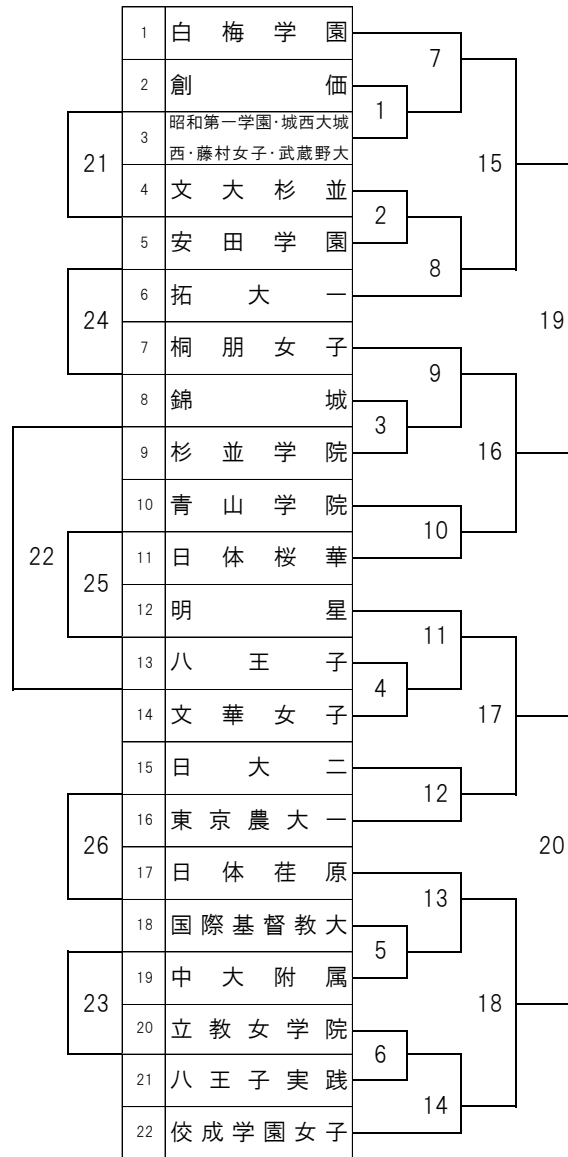 1 白梅学園
2 創価
3 昭和第一学園・城西大城
西・藤村女子・武蔵野大
4 文大杉並
5 安田学園
6 拓大一
7 桐朋女子
8 錦城
9 杉並学院
10 青山学院
11 日体桜華
12 明星
13 八王子
14 文華女子
15 日大二
16 東京農大一
17 日体荏原
18 国際基督教大
19 中大附属
20 立教女学院
21 八王子実践
22 佼成学園女子
21
24
22
25
26
23
1
2
3
4
5
6
7
8
9
10
11
12
13
14
15
16
17
18
19
20